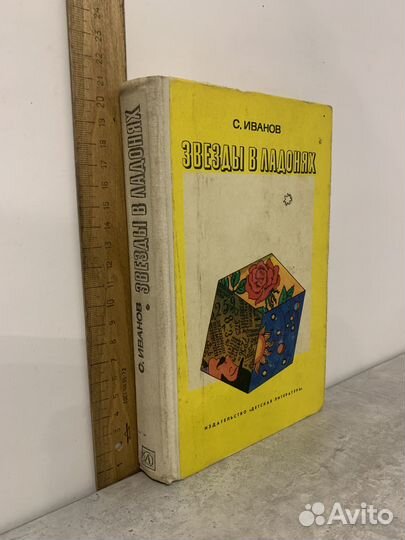 С. ИВАНОВ
ЗВЕЗДЫ В ЛАДОНЯХ
ИЗДАТЕЛЬСТВО «ДЕТСКАЯ ЛИТЕРАТУРА»
С. ИВАНОВ • ЗВЕЗДЫ В ЛАДОНЯХ
Avito